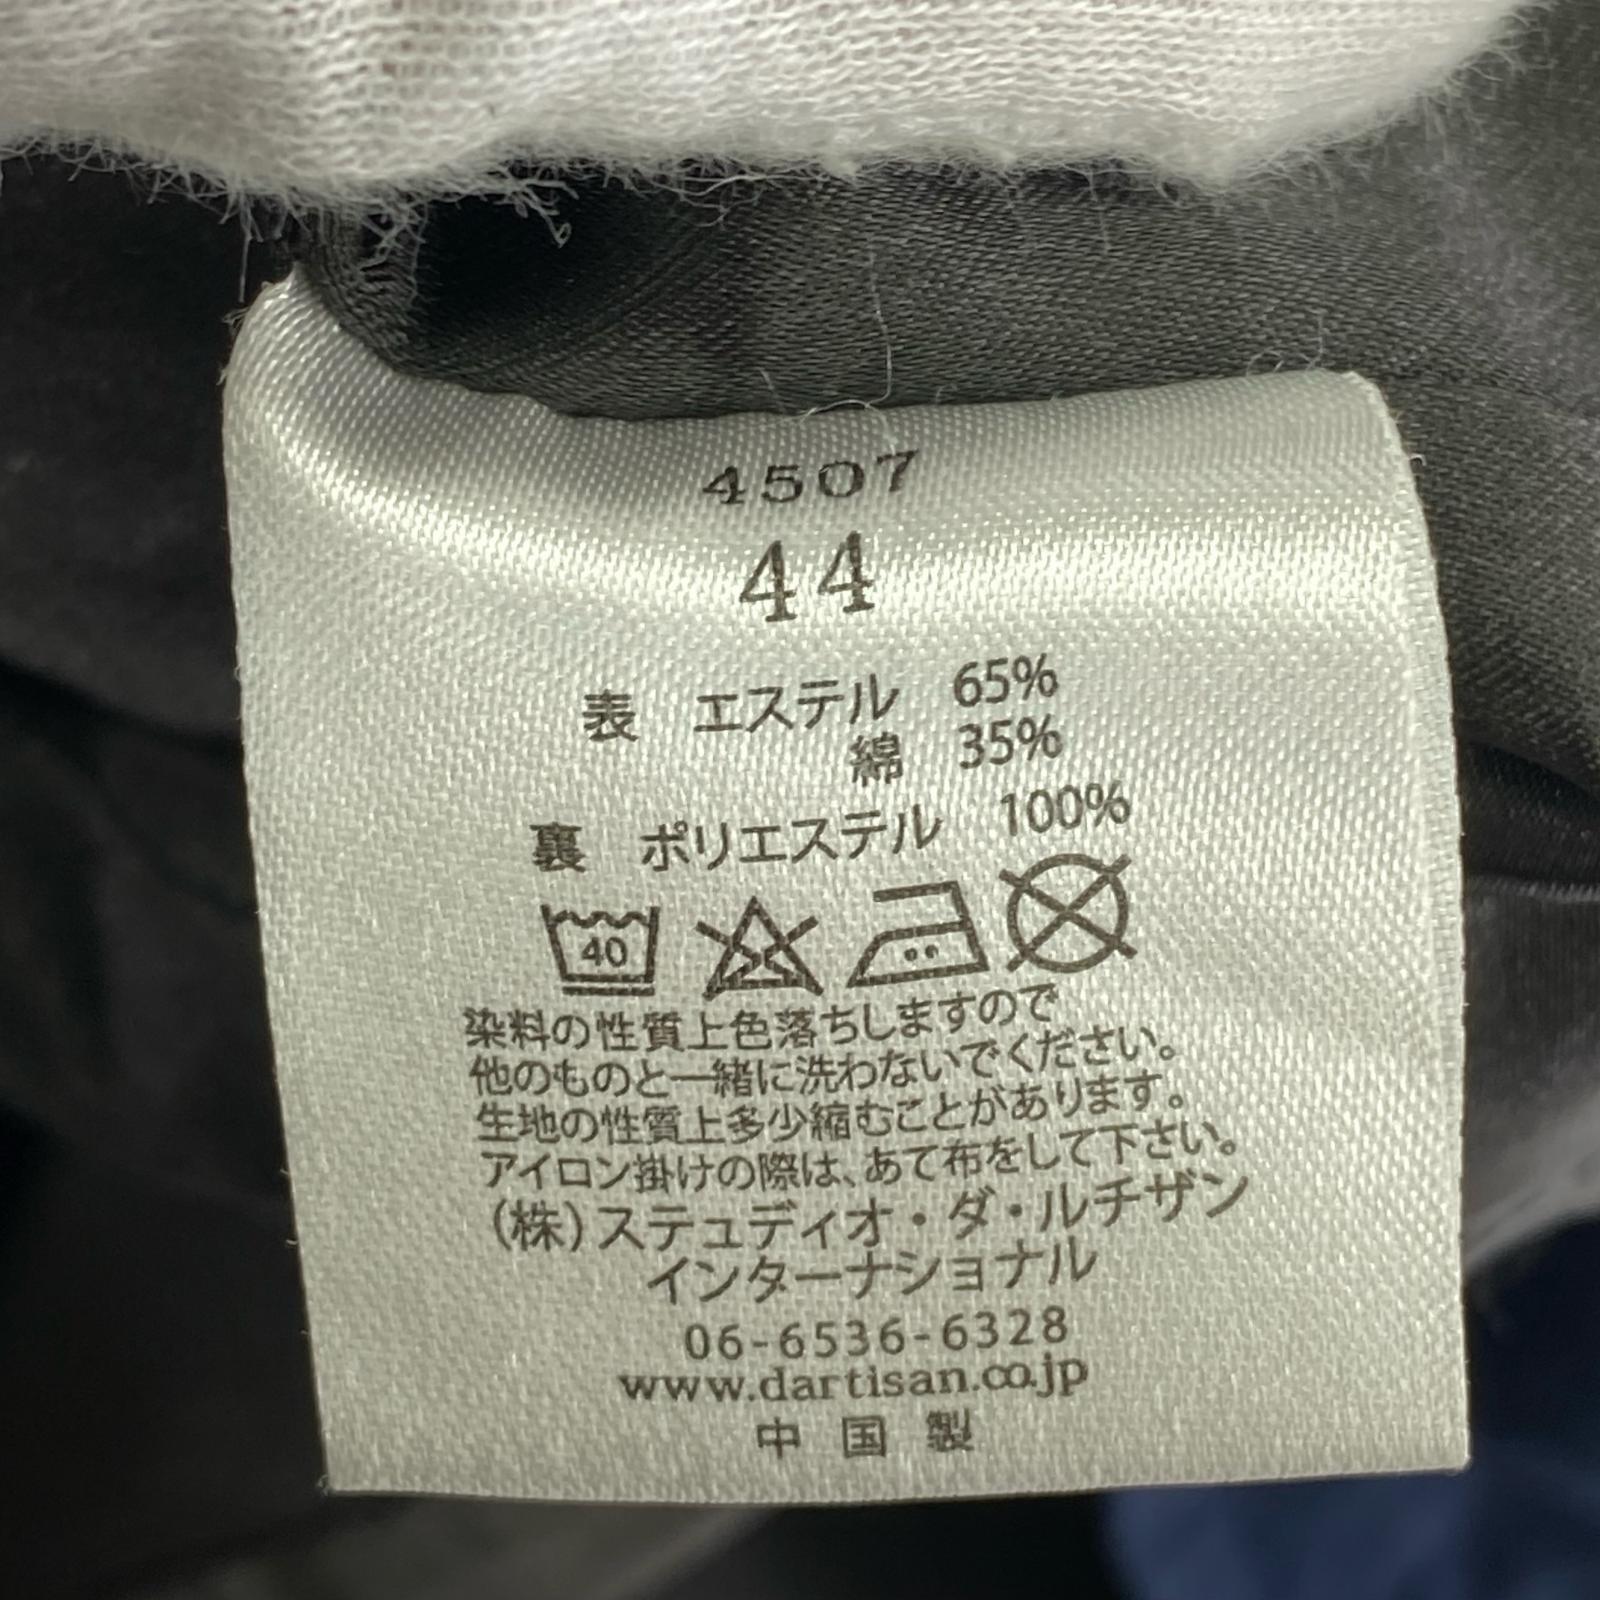 4507
44
表 エステル 65%
綿 35%
裏 ポリエステル 100%
40
染料の性質上色落ちしますので
他のものと一緒に洗わないでください。
生地の性質上多少縮むことがあります。
アイロン掛けの際は、あて布をして下さい。
(株)ステュディオ・ダ・ルチザン
インターナショナル
06-6536-6328
www.dartisan.co.jp
中国製